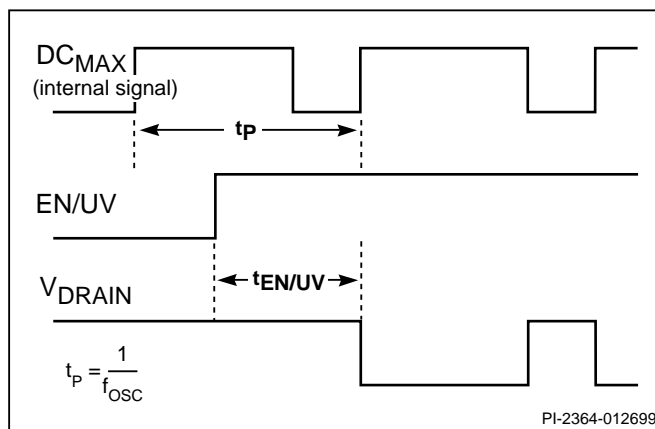 DCMAX
(internal signal)
tP
EN/UV
tEN/UV
VDRAIN
tP = 1/fOSC
PI-2364-012699